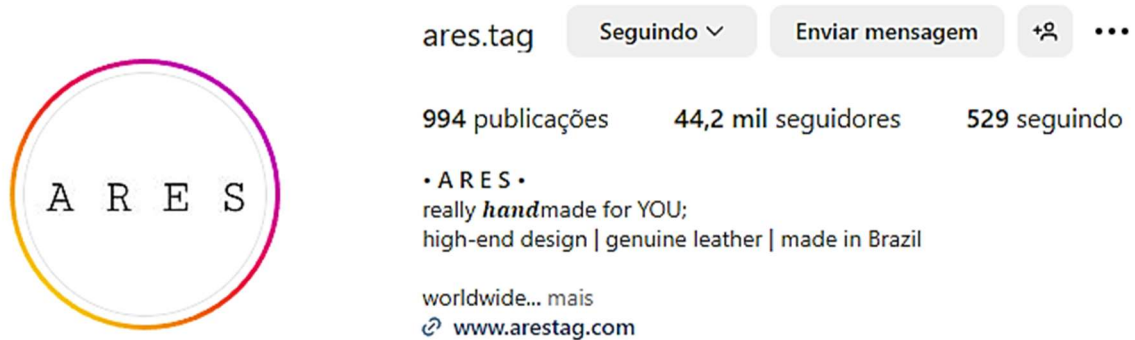 A R E S
ares.tag
Seguindo
Enviar mensagem
994 publicações
44,2 mil seguidores
529 seguindo
• A R E S •
really handmade for YOU;
high-end design | genuine leather | made in Brazil
worldwide... mais
www.arestag.com